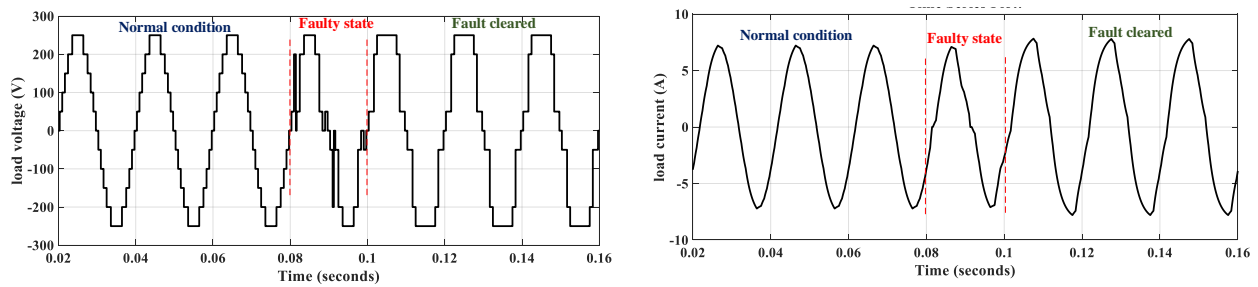 Normal condition
Faulty state
Fault cleared
300
200
100
0
-100
-200
-300
load voltage (V)
0.02
0.04
0.06
0.08
0.1
0.12
0.14
0.16
Time (seconds)
Normal condition
Faulty state
Fault cleared
10
5
0
-5
-10
load current (A)
0.02
0.04
0.06
0.08
0.1
0.12
0.14
0.16
Time (seconds)